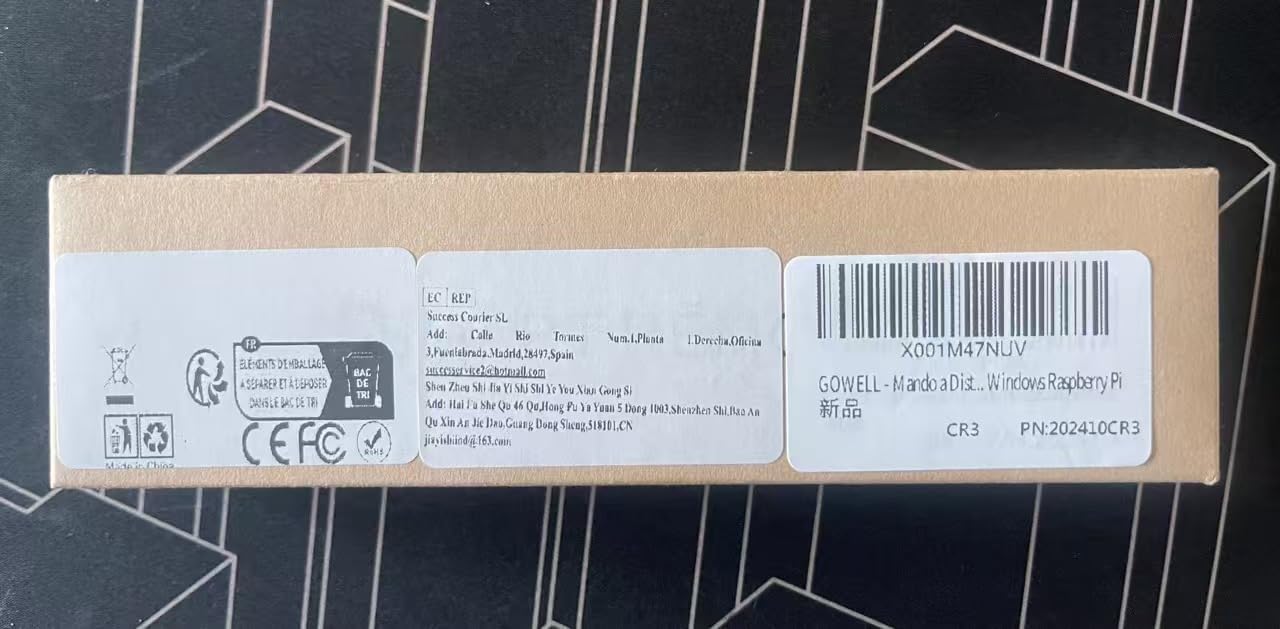 FR
ÉLÉMENTS D'EMBALLAGE
À SÉPARER ET À DÉPOSER
DANS LE BAC DE TRI
BAC
DE
TRI
CE FC RoHS
Made in China
EC REP
Success Courier SL
Add: Calle Rio Tormes Num.1,Planta 1,Derecha,Oficina
3,Fuenlabrada,Madrid,28497,Spain
successervice2@hotmail.com
Shen Zhen Shi Jia Yi Shi Shi Ye You Xian Gong Si
Add: Hai Fu She Qu 46 Qu,Hong Fu Ya Yuan 5 Dong 1003,Shenzhen Shi,Bao An
Qu Xin An Jie Dao,Guang Dong Sheng,518101,CN
X001M47NUV
GOWELL - Mando a Dist... Windows Raspberry Pi
新品
CR3 PN:202410CR3